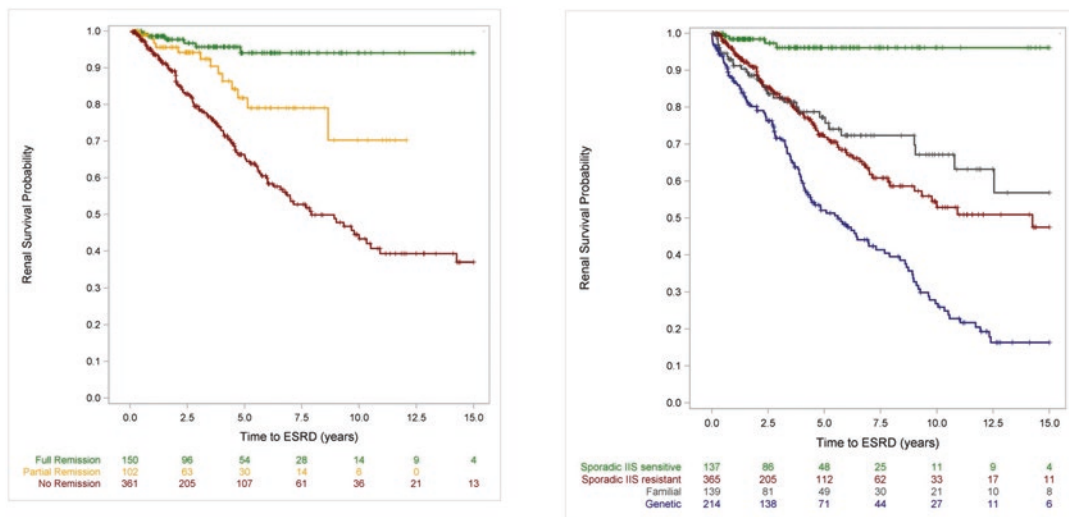 Renal Survival Probability
1.0
0.9
0.8
0.7
0.6
0.5
0.4
0.3
0.2
0.1
0.0
0.0 2.5 5.0 7.5 10.0 12.5 15.0
Time to ESRD (years)
Full Remission 150 96 54 28 14 9 4
Partial Remission 102 63 30 14 6 0
No Remission 361 205 107 61 36 21 13
Renal Survival Probability
1.0
0.9
0.8
0.7
0.6
0.5
0.4
0.3
0.2
0.1
0.0
0.0 2.5 5.0 7.5 10.0 12.5 15.0
Time to ESRD (years)
Sporadic IIS sensitive 137 86 48 25 11 9 4
Sporadic IIS resistant 365 205 112 62 33 17 11
Familial 139 81 49 30 21 10 8
Genetic 214 138 71 44 27 11 6